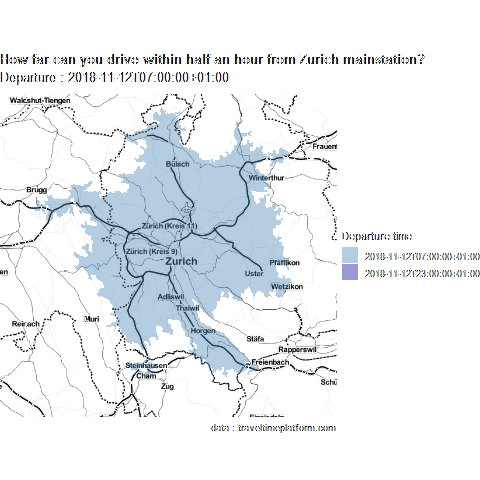 How far can you drive within half an hour from Zurich mainstation?
Departure : 2018-11-12T07:00:00+01:00
Waldshut-Tiengen
Frauen
Bülach
Winterthur
Brugg
Zürich (Kreis 11)
Zürich (Kreis 9)
Zurich
Departure time
2018-11-12T07:00:00+01:00
2018-11-12T23:00:00+01:00
en
Uster
Pfäffikon
Wetzikon
Adliswil
Thalwil
Reinach
Muri
Horgen
Stäfa
Rapperswil
Steinhausen
Freienbach
Cham
Zug
Schü
data : traveltimeplatform.com